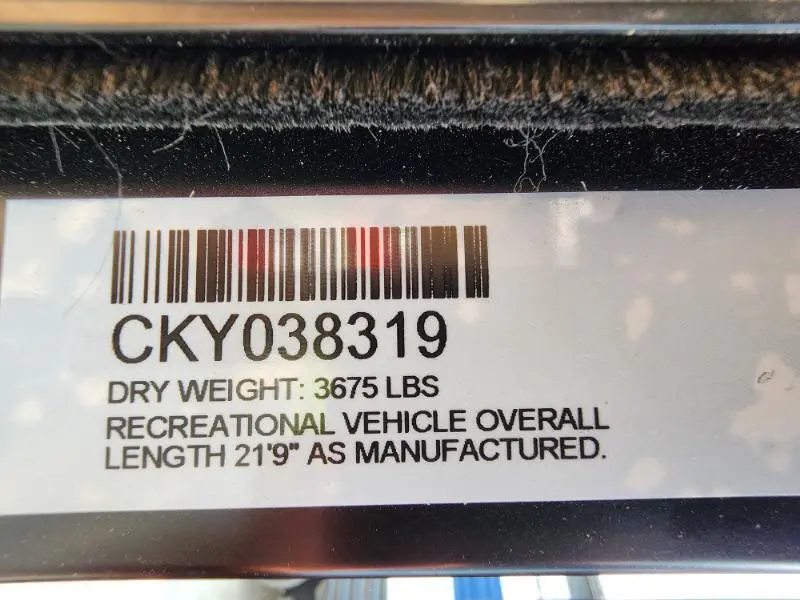 CKY038319
DRY WEIGHT: 3675 LBS
RECREATIONAL VEHICLE OVERALL
LENGTH 21'9" AS MANUFACTURED.